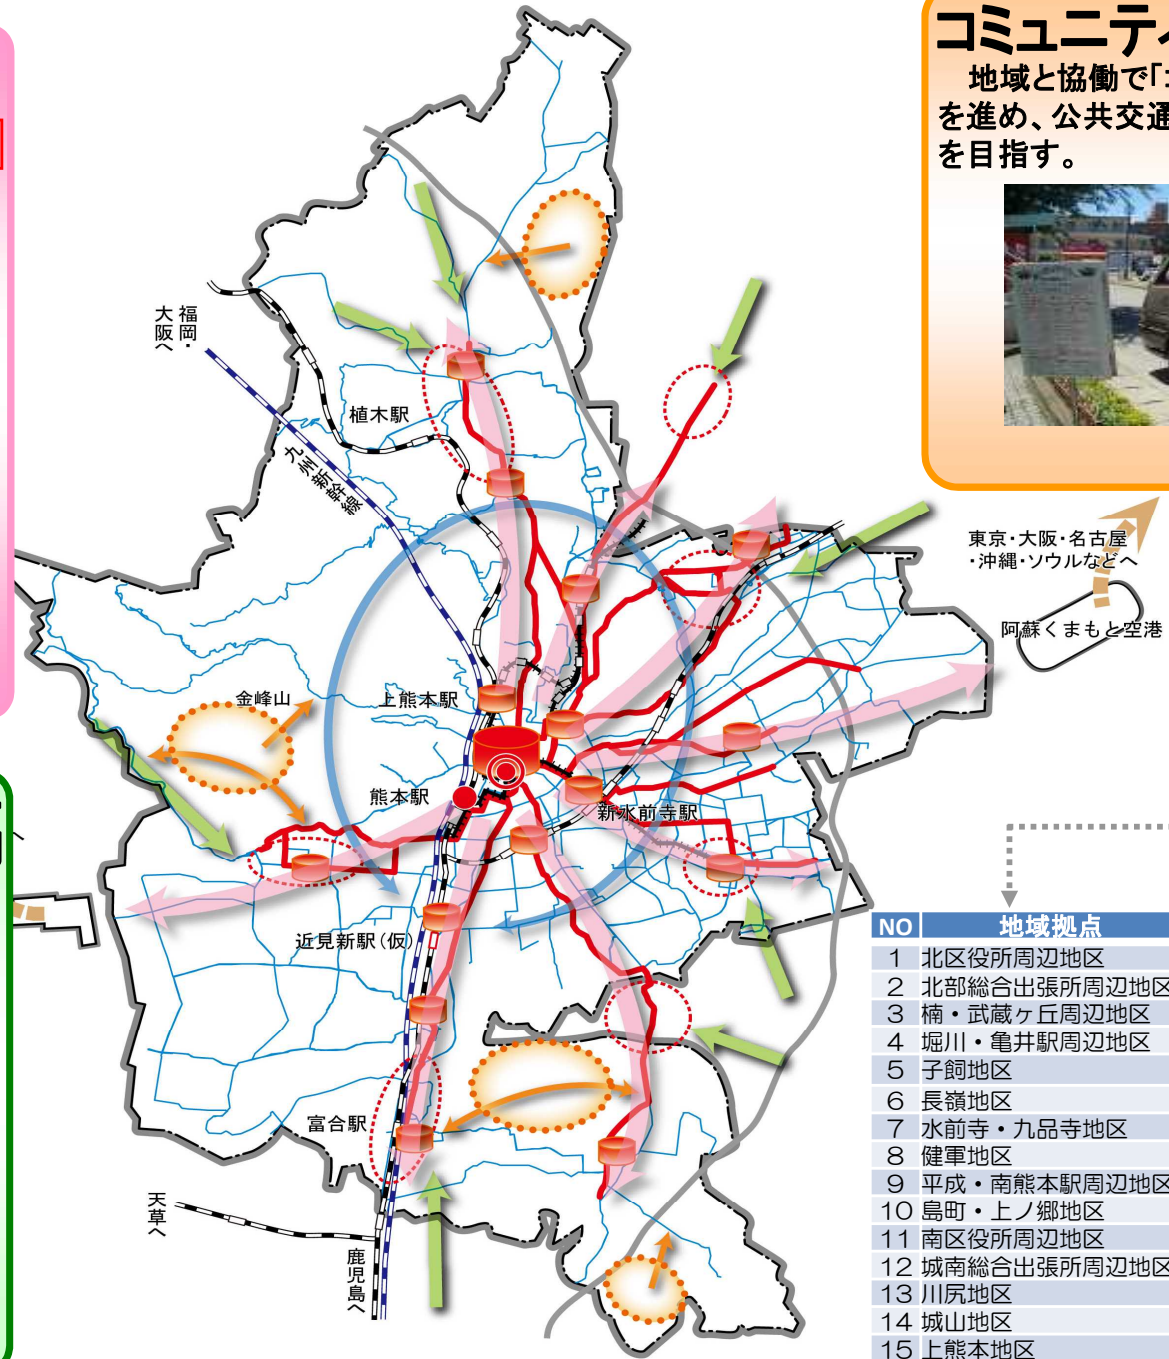 コミュニティ
地域と協働で「コ
を進め、公共交通
を目指す。
福岡・
大阪へ
植木駅
九州新幹線
東京・大阪・名古屋
・沖縄・ソウルなどへ
阿蘇くまもと空港
金峰山
上熊本駅
熊本駅
新水前寺駅
近見新駅(仮)
富合駅
天草へ
鹿児島へ
NO 地域拠点
1 北区役所周辺地区
2 北部総合出張所周辺地区
3 楠・武蔵ヶ丘周辺地区
4 堀川・亀井駅周辺地区
5 子飼地区
6 長嶺地区
7 水前寺・九品寺地区
8 健軍地区
9 平成・南熊本駅周辺地区
10 島町・上ノ郷地区
11 南区役所周辺地区
12 城南総合出張所周辺地区
13 川尻地区
14 城山地区
15 上熊本地区